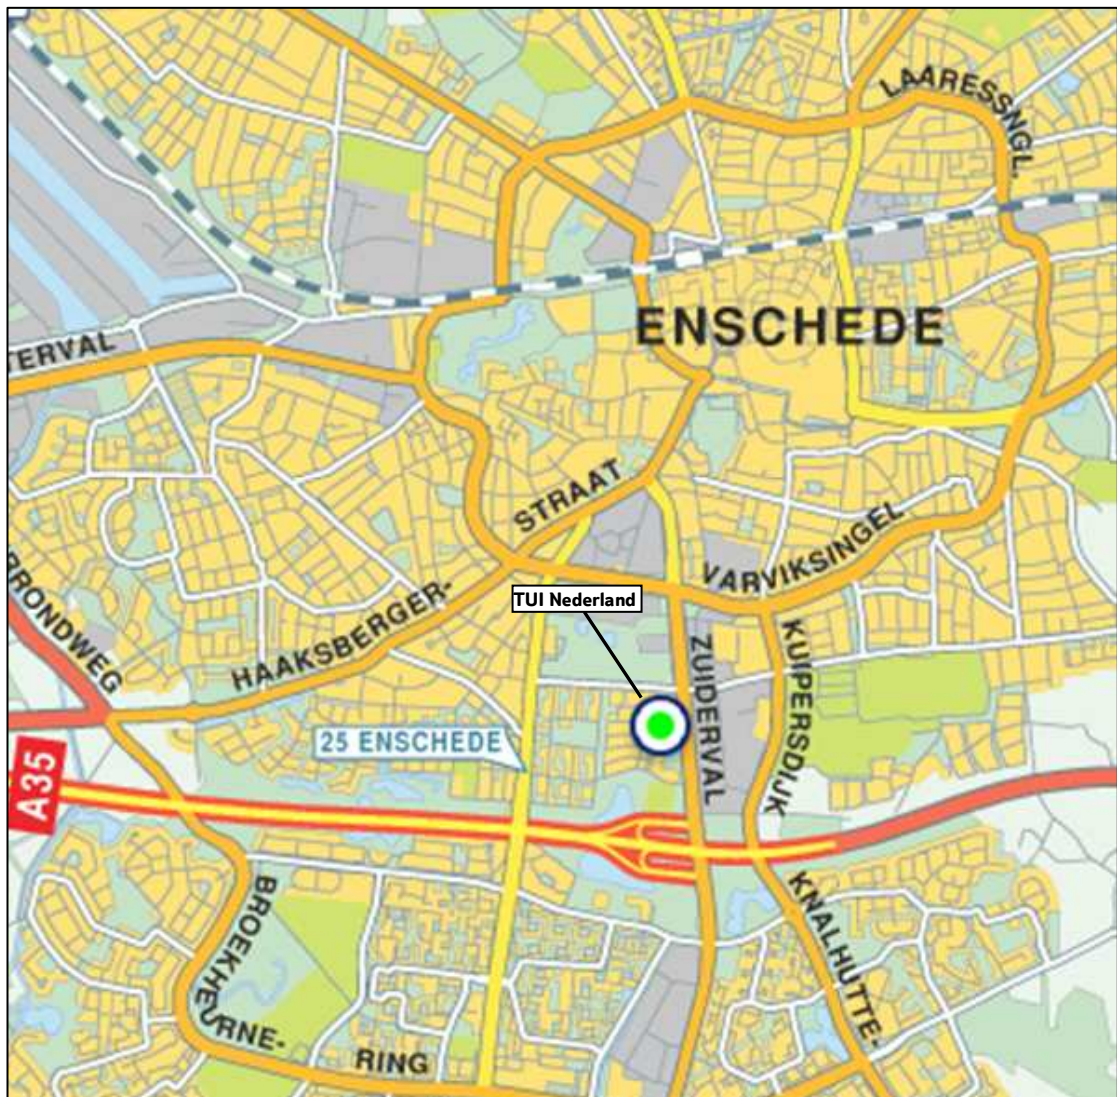 LAARESSNGL.
ENSCHEDE
TERVAL
STRAAT
VARVIKSINGEL
TUI Nederland
RONDWEG
HAAKSBERGER-
ZUIDERVAL
KUIPERSDIJK
25 ENSCHEDE
A35
BROEKHEURNE-
RING
KNALHUTTE-